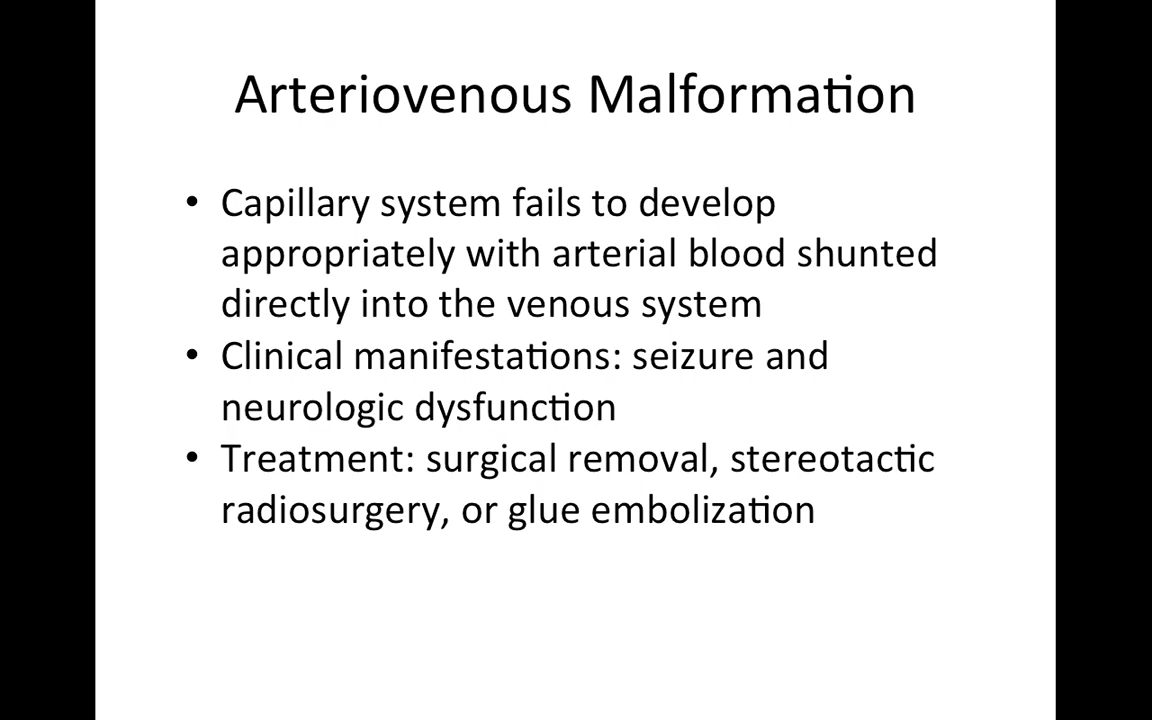 Arteriovenous Malformation
• Capillary system fails to develop
appropriately with arterial blood shunted
directly into the venous system
• Clinical manifestations: seizure and
neurologic dysfunction
• Treatment: surgical removal, stereotactic
radiosurgery, or glue embolization